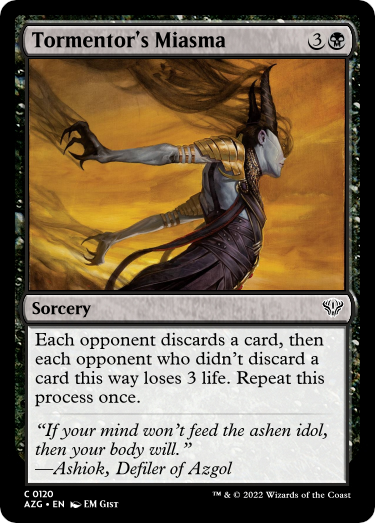 Tormentor's Miasma 3
Sorcery
Each opponent discards a card, then
each opponent who didn't discard a
card this way loses 3 life. Repeat this
process once.
"If your mind won't feed the ashen idol,
then your body will."
—Ashiok, Defiler of Azgol
C 0120
AZG • EN EM GIST
™ & © 2022 Wizards of the Coast